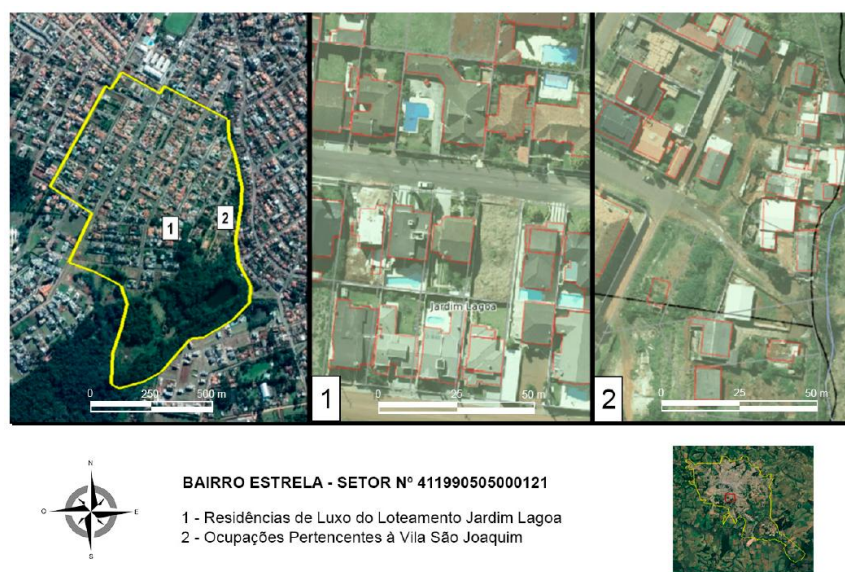 1
2
0 250 500 m
Jardim Lagoa
1
0 25 50 m
2
0 25 50 m
N
O
E
S
BAIRRO ESTRELA - SETOR Nº 411990505000121
1 - Residências de Luxo do Loteamento Jardim Lagoa
2 - Ocupações Pertencentes à Vila São Joaquim